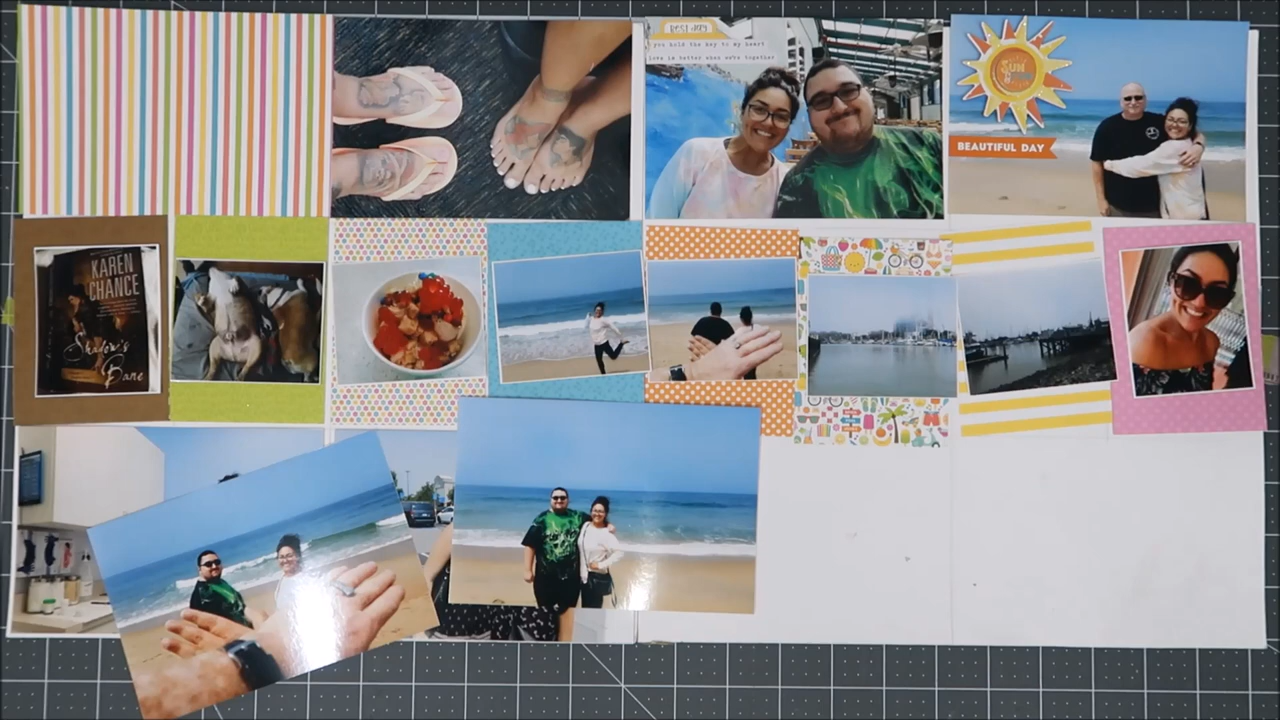 BEST day
you hold the key to my heart
love is better when we're together
SUN
BEAUTIFUL DAY
KAREN
CHANCE
Shadow's
Bane